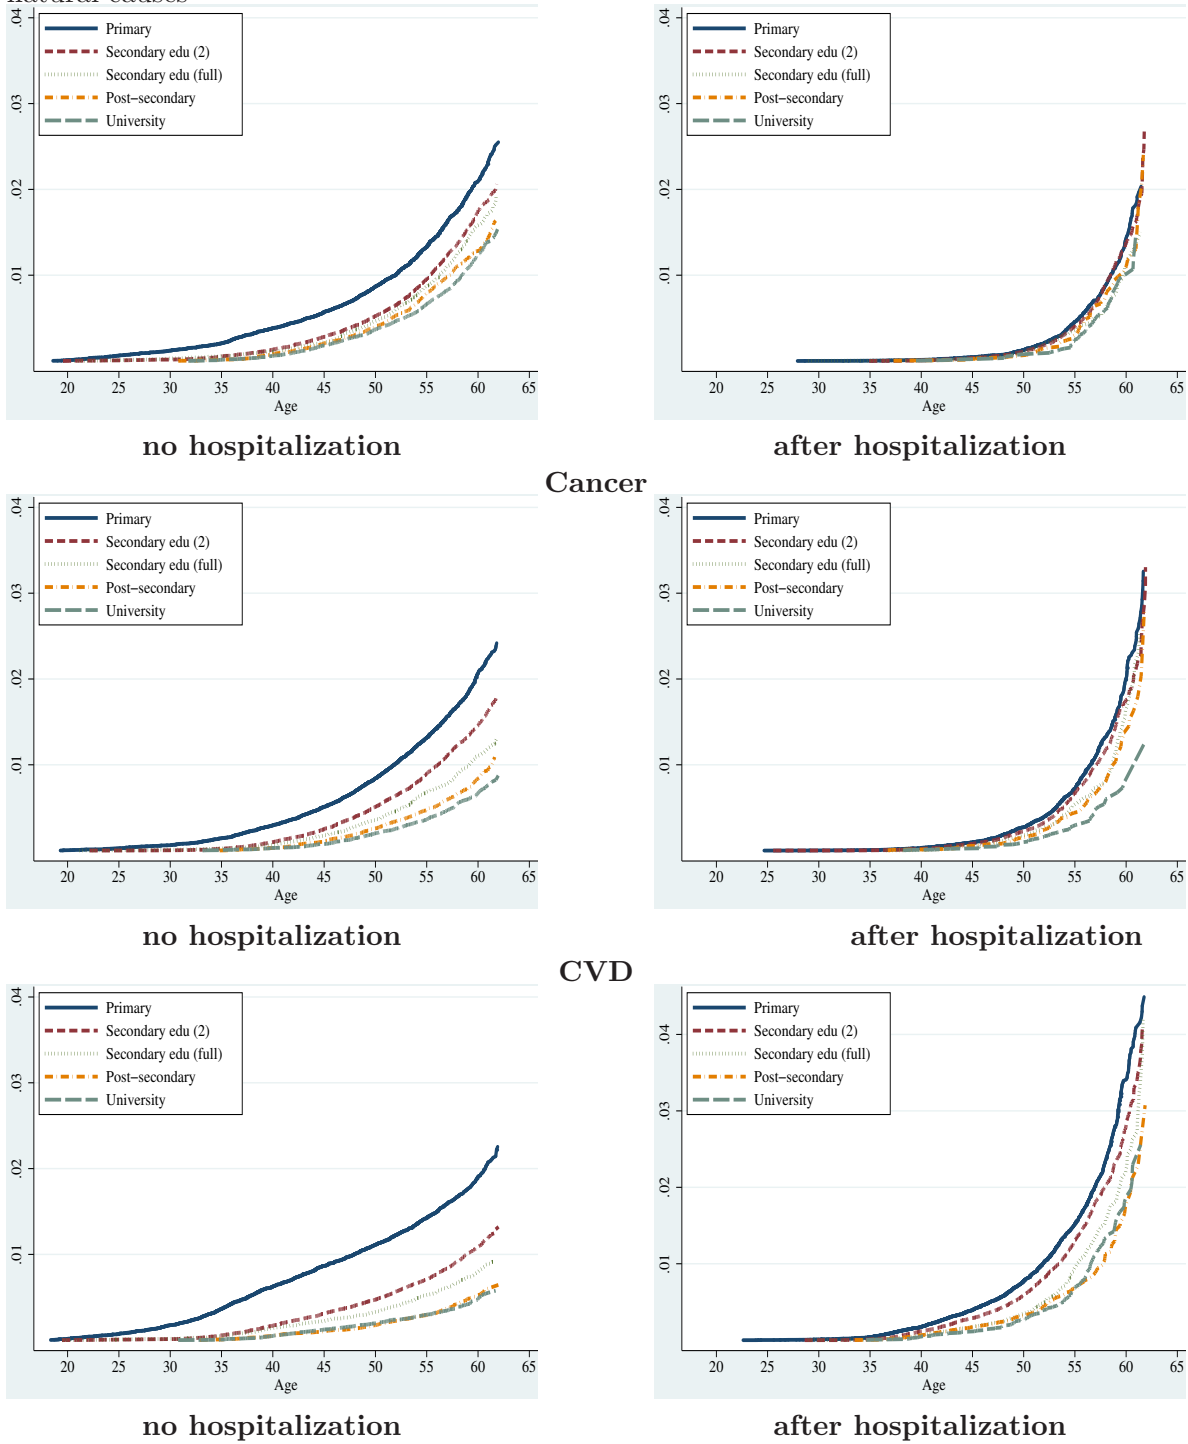 natural causes
.04
.03
.02
.01
Primary
Secondary edu (2)
Secondary edu (full)
Post-secondary
University
20 25 30 35 40 45 50 55 60 65
Age
.04
.03
.02
.01
Primary
Secondary edu (2)
Secondary edu (full)
Post-secondary
University
20 25 30 35 40 45 50 55 60 65
Age
no hospitalization
after hospitalization
Cancer
.04
.03
.02
.01
Primary
Secondary edu (2)
Secondary edu (full)
Post-secondary
University
20 25 30 35 40 45 50 55 60 65
Age
.04
.03
.02
.01
Primary
Secondary edu (2)
Secondary edu (full)
Post-secondary
University
20 25 30 35 40 45 50 55 60 65
Age
no hospitalization
after hospitalization
CVD
.04
.03
.02
.01
Primary
Secondary edu (2)
Secondary edu (full)
Post-secondary
University
20 25 30 35 40 45 50 55 60 65
Age
.04
.03
.02
.01
Primary
Secondary edu (2)
Secondary edu (full)
Post-secondary
University
20 25 30 35 40 45 50 55 60 65
Age
no hospitalization
after hospitalization